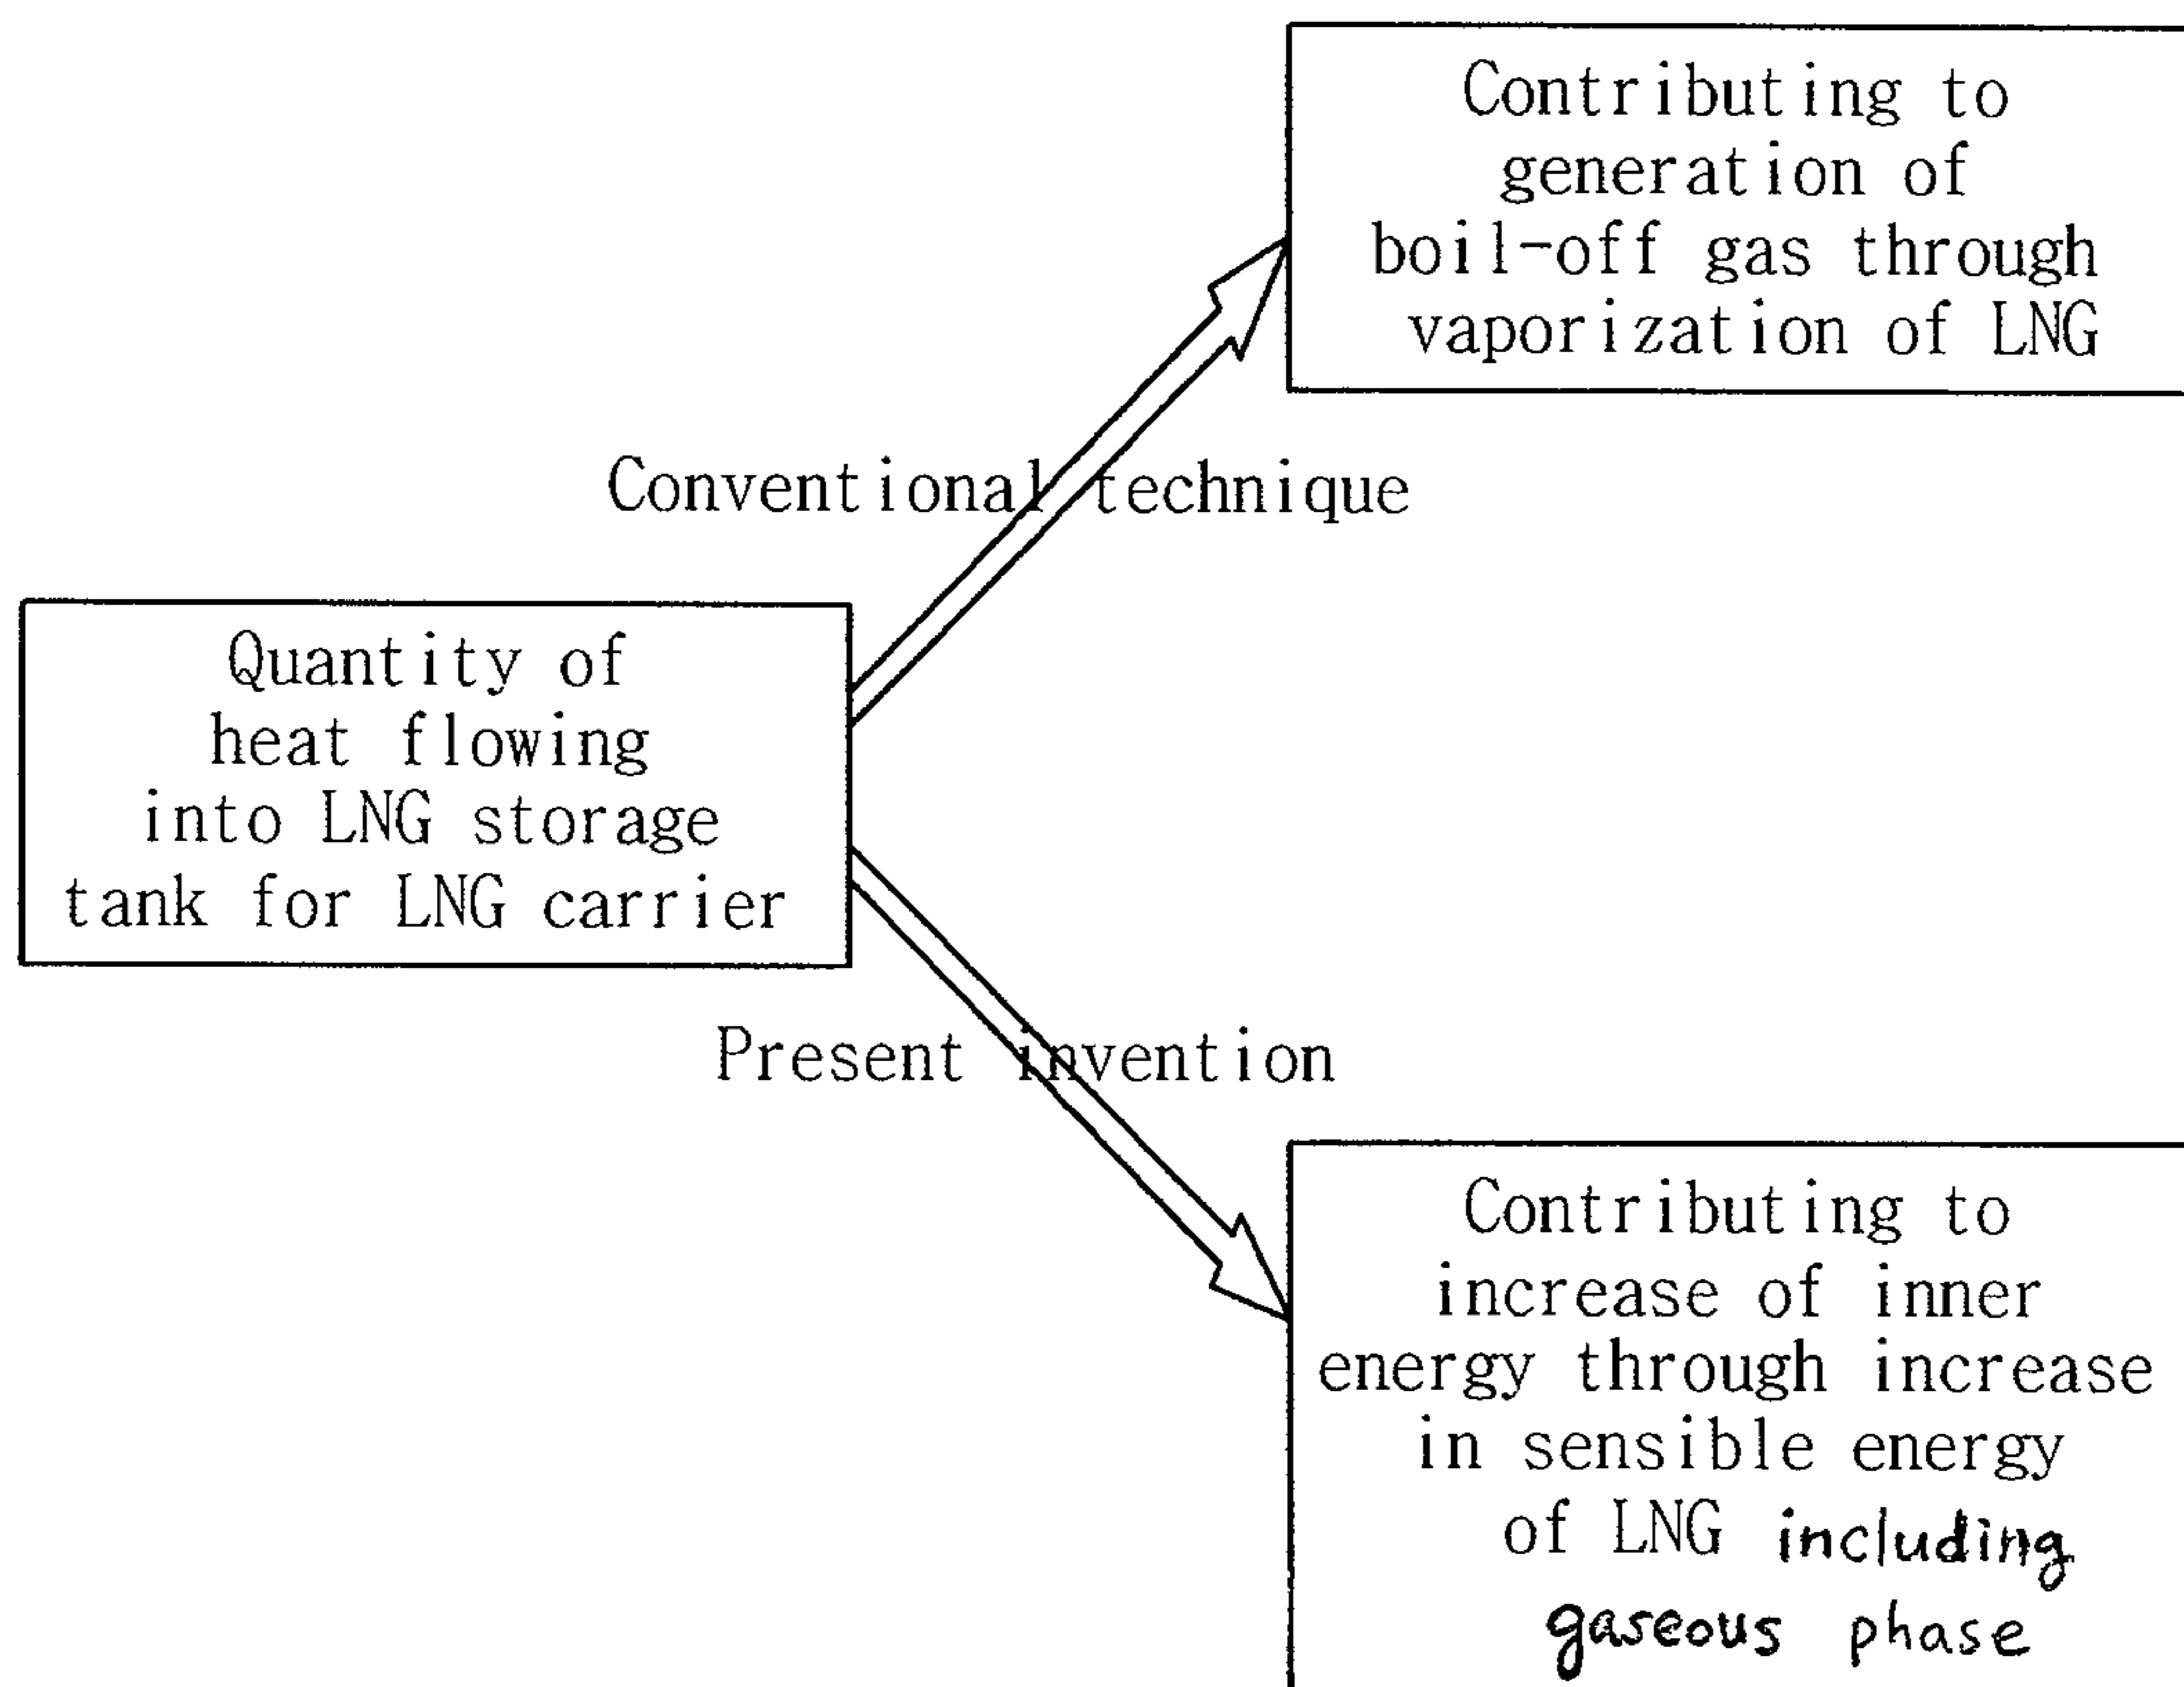 Contributing to
generation of
boil-off gas through
vaporization of LNG
Conventional technique
Quantity of
heat flowing
into LNG storage
tank for LNG carrier
Present invention
Contributing to
increase of inner
energy through increase
in sensible energy
of LNG including
gaseous phase